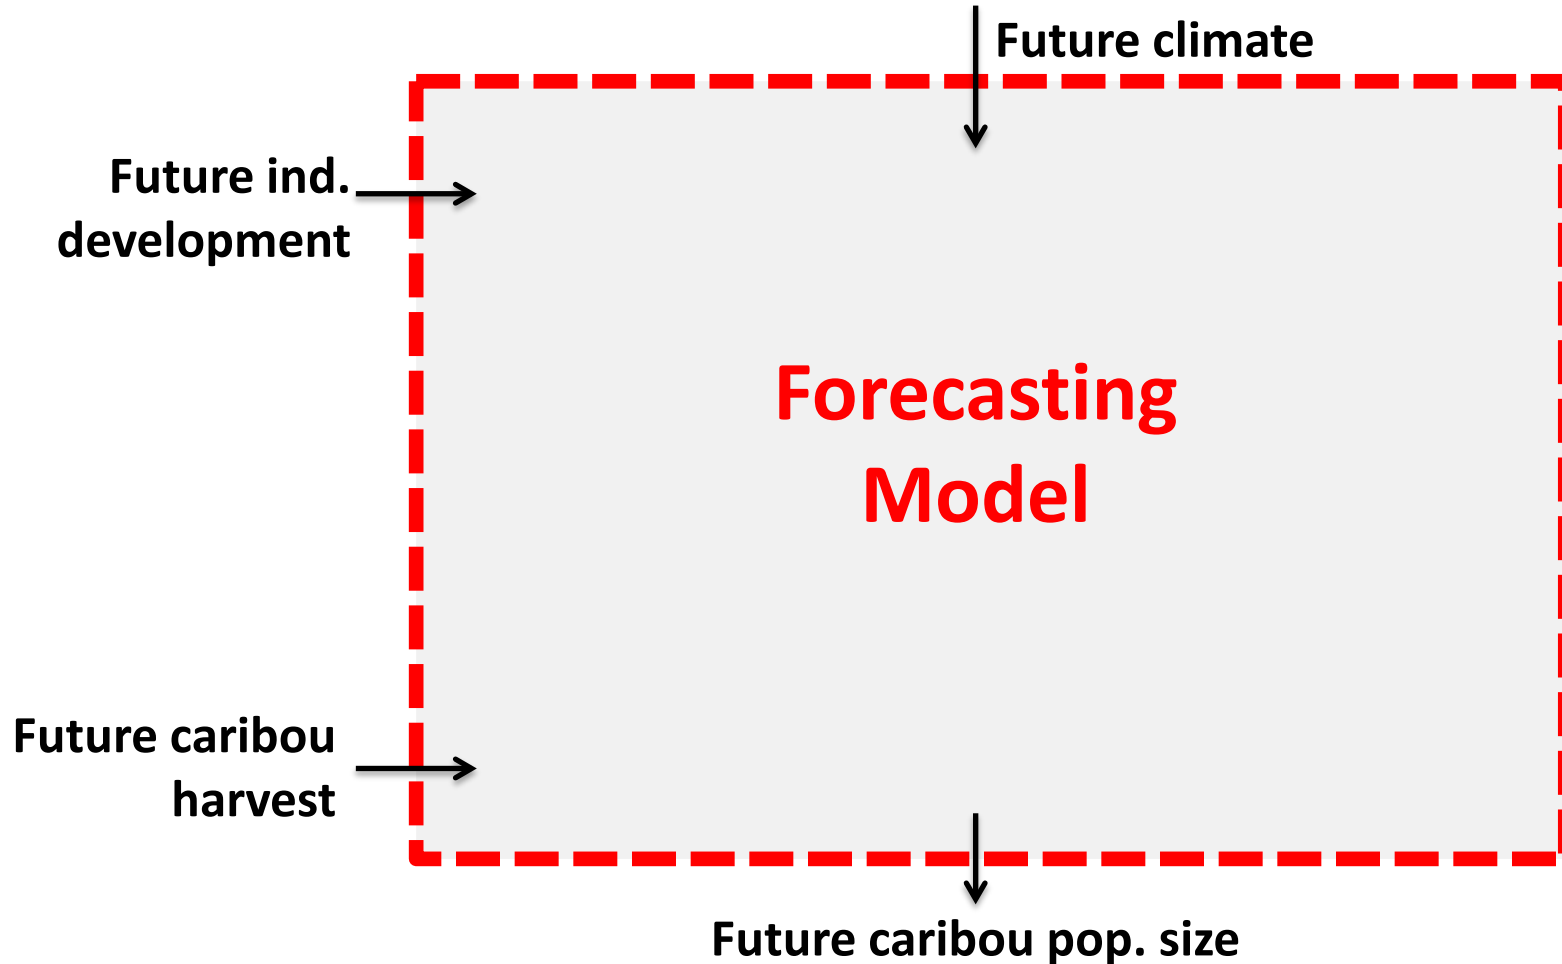 Future climate
Future ind.
development
Forecasting
Model
Future caribou
harvest
Future caribou pop. size